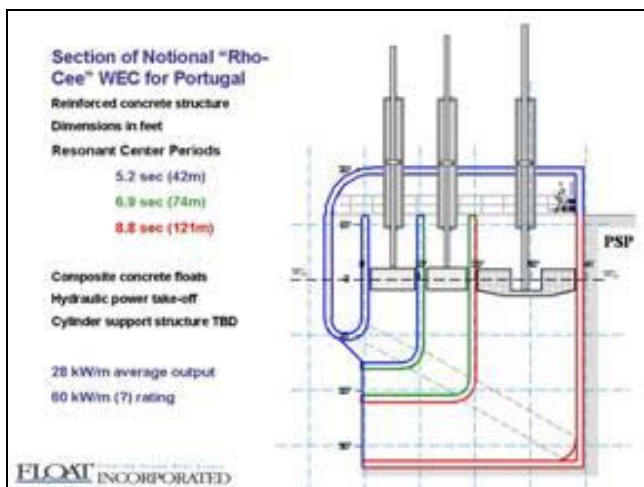 Section of Notional "Rho-
Cee" WEC for Portugal
Reinforced concrete structure
Dimensions in feet
Resonant Center Periods
5.2 sec (42m)
6.9 sec (74m)
8.8 sec (121m)
PSP
Composite concrete floats
Hydraulic power take-off
Cylinder support structure TBD
28 kW/m average output
60 kW/m (?) rating
FLOAT INCORPORATED